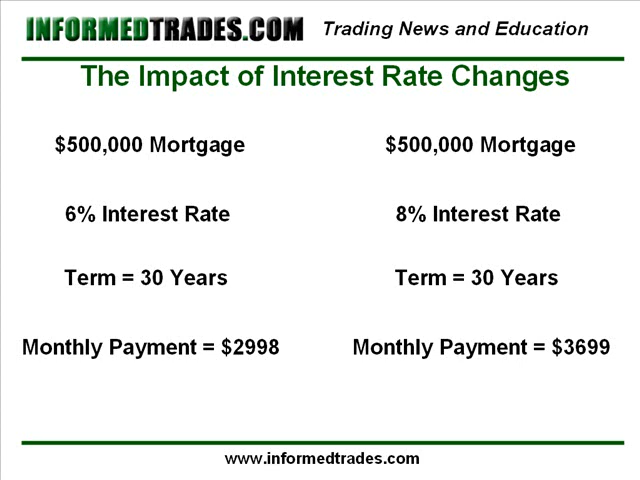 INFORMEDTRADES.COM Trading News and Education
The Impact of Interest Rate Changes
$500,000 Mortgage $500,000 Mortgage
6% Interest Rate 8% Interest Rate
Term = 30 Years Term = 30 Years
Monthly Payment = $2998 Monthly Payment = $3699
www.informedtrades.com